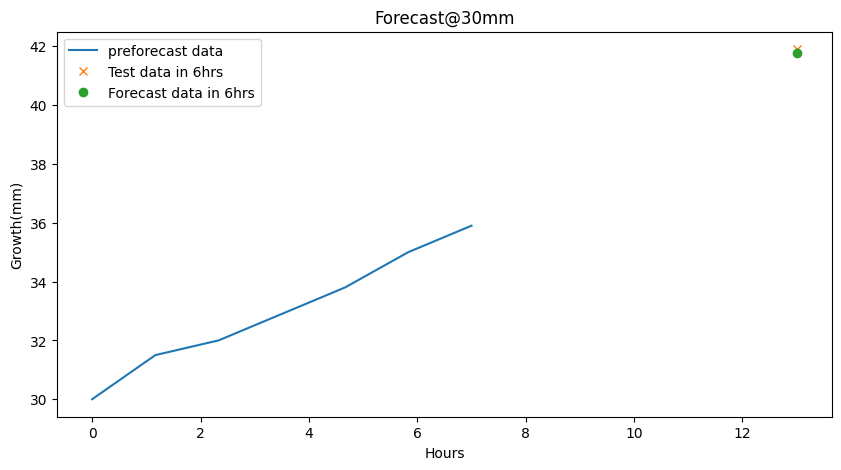 Forecast@30mm
preforecast data
Test data in 6hrs
Forecast data in 6hrs
42
40
38
36
34
32
30
Growth(mm)
0 2 4 6 8 10 12
Hours